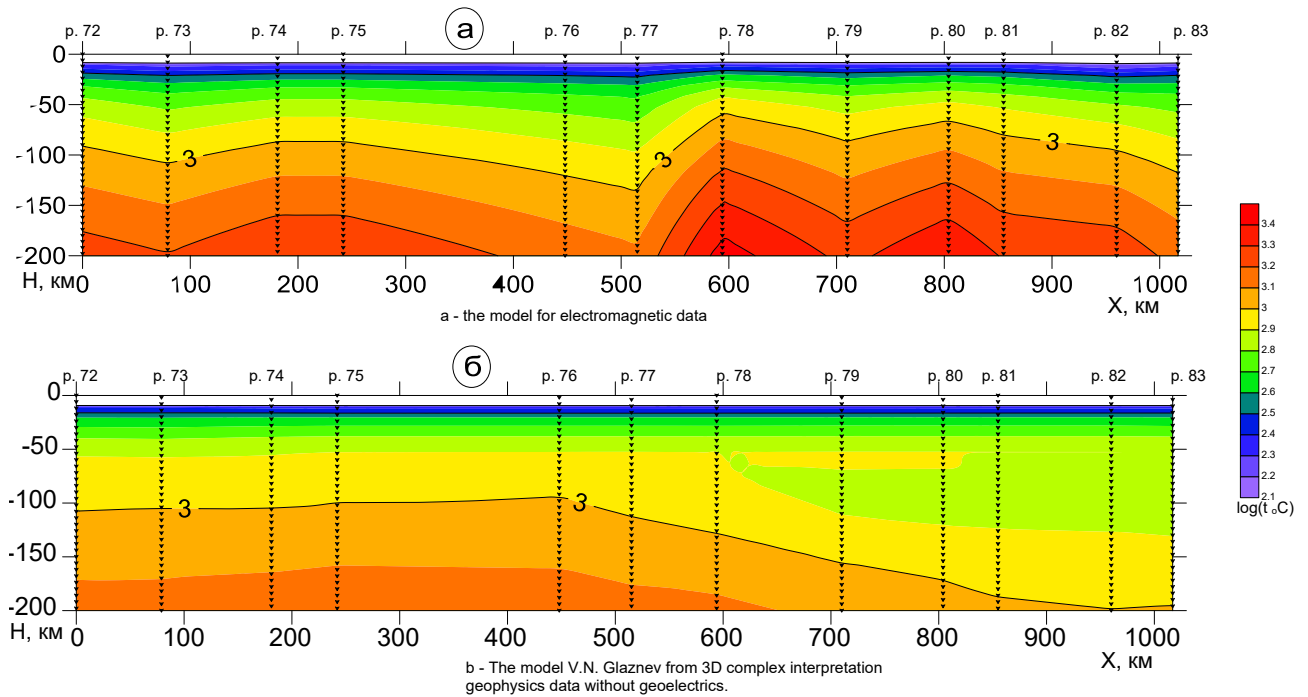 а
p. 72 p. 73 p. 74 p. 75 p. 76 p. 77 p. 78 p. 79 p. 80 p. 81 p. 82 p. 83
0
-50
-100
-150
-200
3 3 3
H, км 0 100 200 300 400 500 600 700 800 900 1000
X, км
a - the model for electromagnetic data
б
p. 72 p. 73 p. 74 p. 75 p. 76 p. 77 p. 78 p. 79 p. 80 p. 81 p. 82 p. 83
0
-50
-100
-150
-200
3 3
H, км 0 100 200 300 400 500 600 700 800 900 1000
X, км
b - The model V.N. Glaznev from 3D complex interpretation
geophysics data without geoelectrics.
3.4
3.3
3.2
3.1
3
2.9
2.8
2.7
2.6
2.5
2.4
2.3
2.2
2.1
log(t oC)